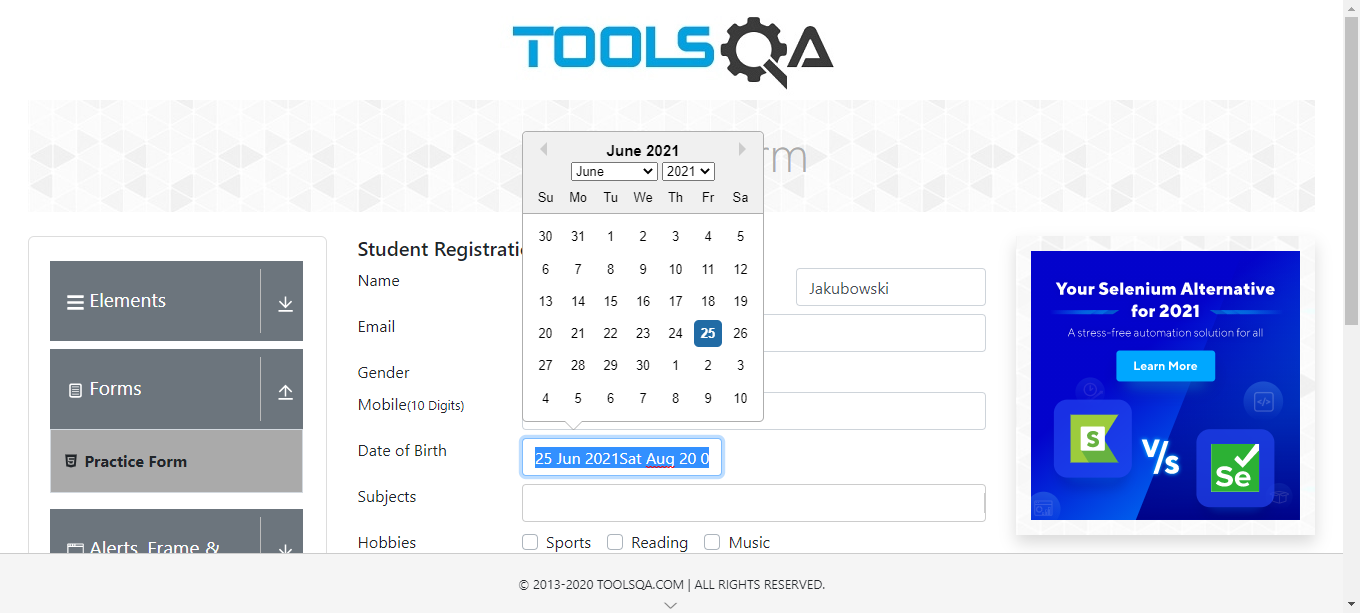 TOOLSQA
June 2021
June 2021
Su Mo Tu We Th Fr Sa
30 31 1 2 3 4 5
6 7 8 9 10 11 12
13 14 15 16 17 18 19
20 21 22 23 24 25 26
27 28 29 30 1 2 3
4 5 6 7 8 9 10
Elements
Forms
Practice Form
Alerts, Frame &
Student Registrati
Name
Jakubowski
Email
Gender
Mobile(10 Digits)
Date of Birth
25 Jun 2021Sat Aug 20 0
Subjects
Hobbies
Sports Reading Music
Your Selenium Alternative
for 2021
A stress-free automation solution for all
Learn More
S
V/s
Se
© 2013-2020 TOOLSQA.COM | ALL RIGHTS RESERVED.